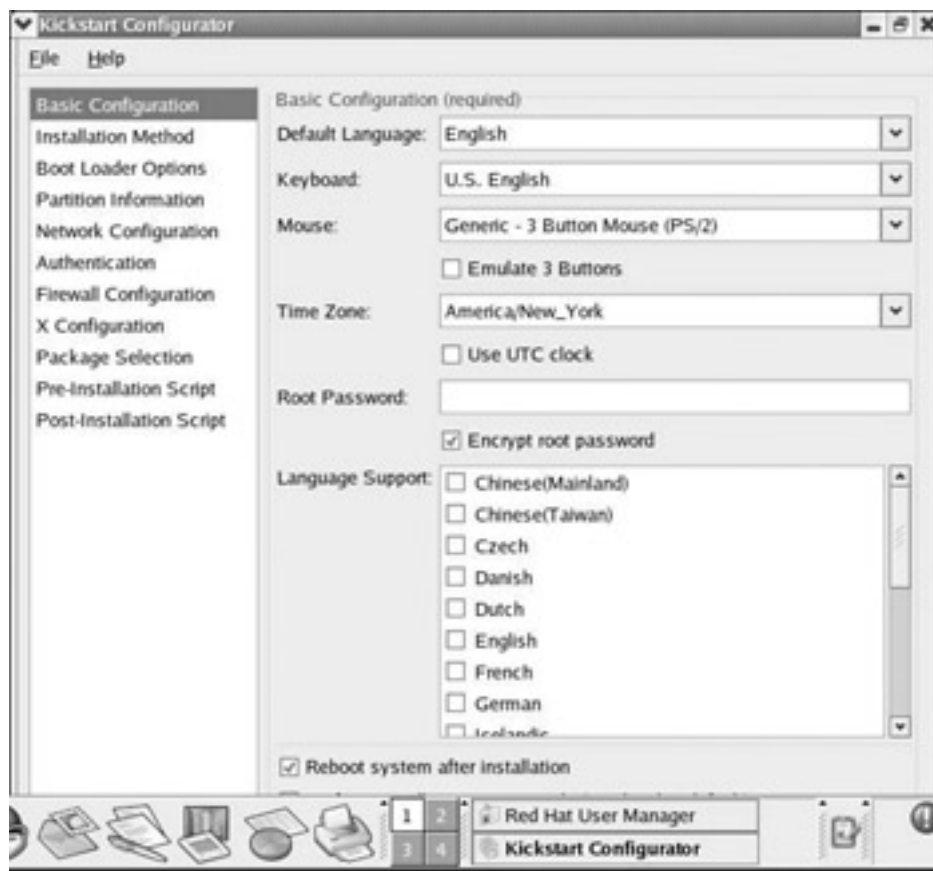 Kickstart Configurator
File Help
Basic Configuration
Installation Method
Boot Loader Options
Partition Information
Network Configuration
Authentication
Firewall Configuration
X Configuration
Package Selection
Pre-Installation Script
Post-Installation Script
Basic Configuration (required)
Default Language: English
Keyboard: U.S. English
Mouse: Generic - 3 Button Mouse (PS/2)
Emulate 3 Buttons
Time Zone: America/New_York
Use UTC clock
Root Password:
Encrypt root password
Language Support: Chinese(Mainland)
Chinese(Taiwan)
Czech
Danish
Dutch
English
French
German
Icelandic
Reboot system after installation
1 2
3 4
Red Hat User Manager
Kickstart Configurator